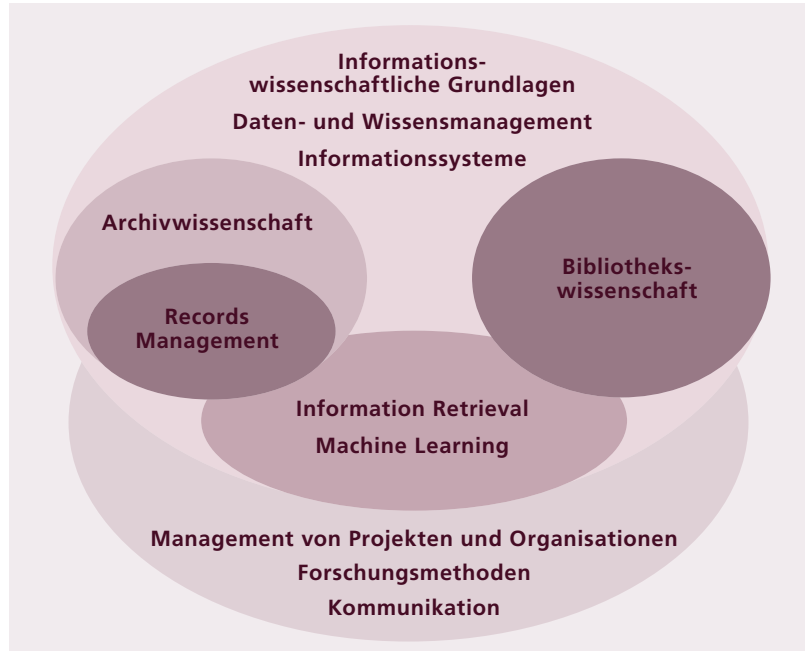 Informations-
wissenschaftliche Grundlagen
Daten- und Wissensmanagement
Informationssysteme
Archivwissenschaft
Records
Management
Bibliotheks-
wissenschaft
Information Retrieval
Machine Learning
Management von Projekten und Organisationen
Forschungsmethoden
Kommunikation